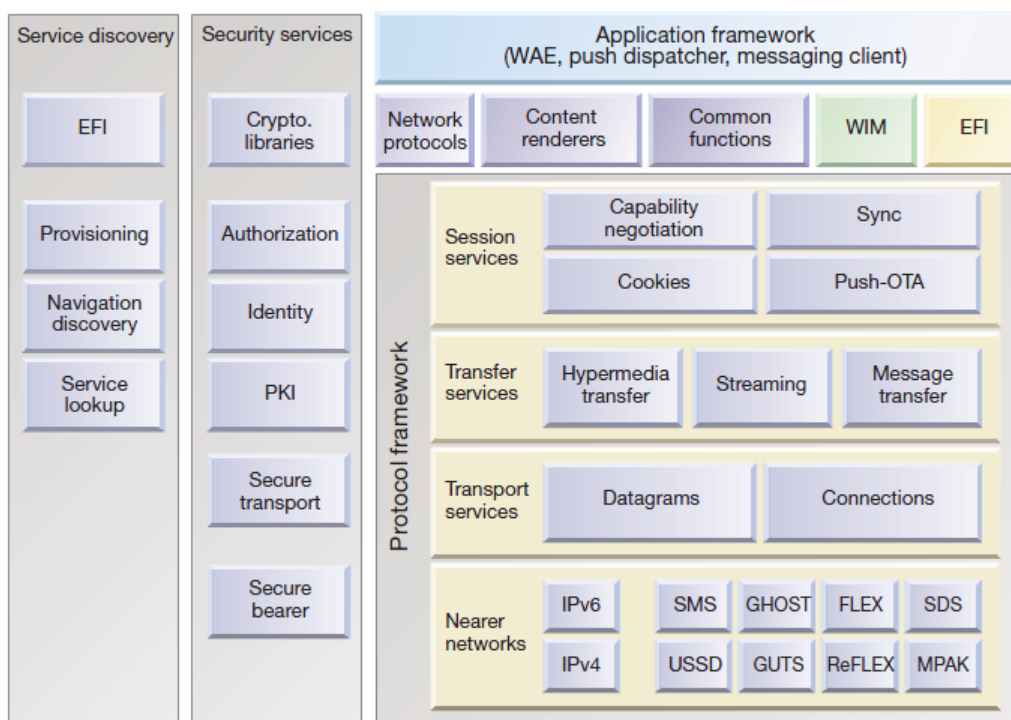 Service discovery
EFI
Provisioning
Navigation
discovery
Service
lookup
Security services
Crypto.
libraries
Authorization
Identity
PKI
Secure
transport
Secure
bearer
Application framework
(WAE, push dispatcher, messaging client)
Network
protocols
Content
renderers
Common
functions
WIM
EFI
Protocol framework
Session
services
Capability
negotiation
Sync
Cookies
Push-OTA
Transfer
services
Hypermedia
transfer
Streaming
Message
transfer
Transport
services
Datagrams
Connections
Nearer
networks
IPv6
SMS
GHOST
FLEX
SDS
IPv4
USSD
GUTS
ReFLEX
MPAK